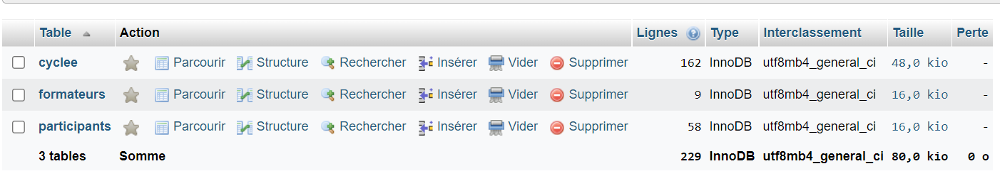 Table Action Lignes Type Interclassement Taille Perte
cyclee Parcourir Structure Rechercher Insérer Vider Supprimer 162 InnoDB utf8mb4_general_ci 48,0 kio -
formateurs Parcourir Structure Rechercher Insérer Vider Supprimer 9 InnoDB utf8mb4_general_ci 16,0 kio -
participants Parcourir Structure Rechercher Insérer Vider Supprimer 58 InnoDB utf8mb4_general_ci 16,0 kio -
3 tables Somme 229 InnoDB utf8mb4_general_ci 80,0 kio 0 o